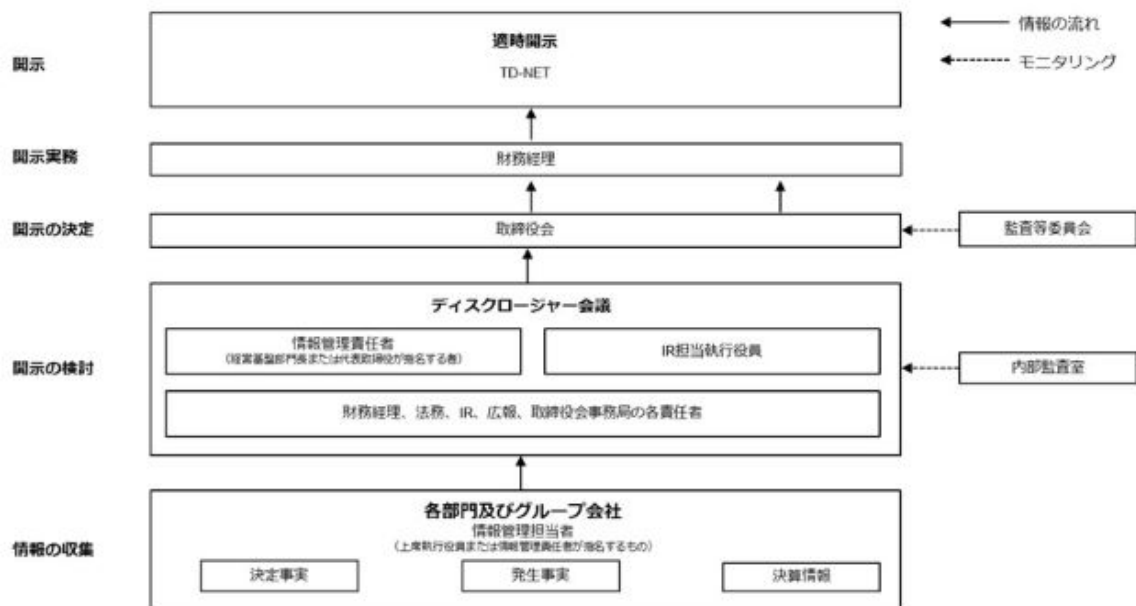 適時開示
情報の流れ
開示
TD-NET
モニタリング
開示実務
財務経理
開示の決定
取締役会
監査等委員会
ディスクロージャー会議
情報管理責任者
(経営基盤部門長または代表取締役が指名する者)
IR担当執行役員
開示の検討
内部監査室
財務経理、法務、IR、広報、取締役会事務局の各責任者
各部門及びグループ会社
情報管理担当者
(上席執行役員または情報管理責任者が指名するもの)
情報の収集
決定事実
発生事実
決算情報